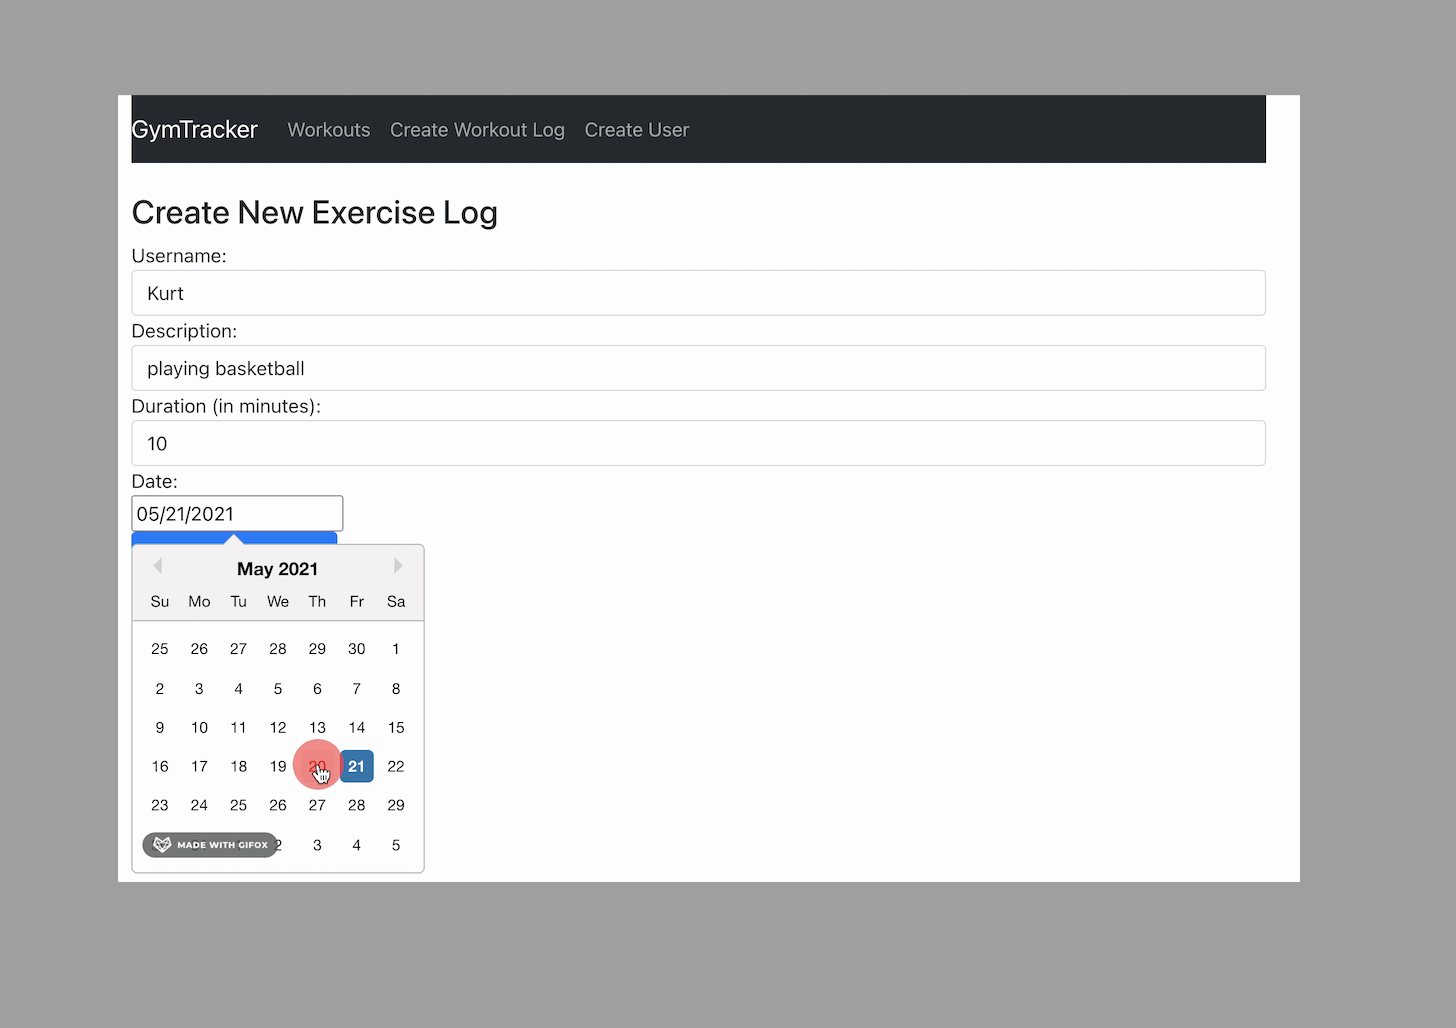 GymTracker Workouts Create Workout Log Create User
Create New Exercise Log
Username:
Kurt
Description:
playing basketball
Duration (in minutes):
10
Date:
05/21/2021
May 2021
Su Mo Tu We Th Fr Sa
25 26 27 28 29 30 1
2 3 4 5 6 7 8
9 10 11 12 13 14 15
16 17 18 19 20 21 22
23 24 25 26 27 28 29
MADE WITH GIFOX 2 3 4 5